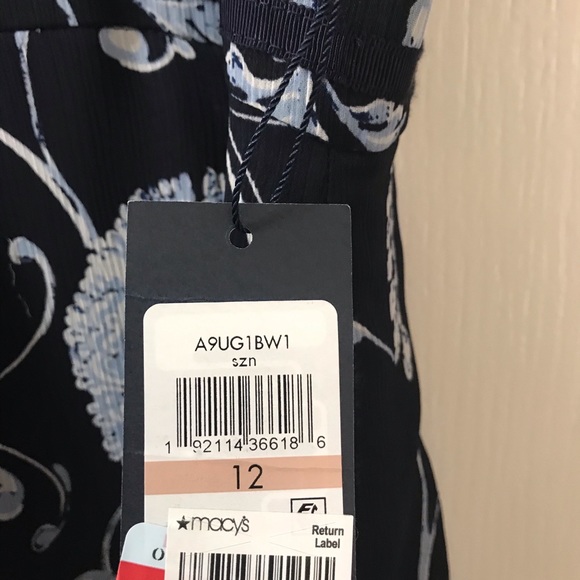 A9UG1BW1
szn
1 92114 36618 6
12
★macy's
Return
Label
O